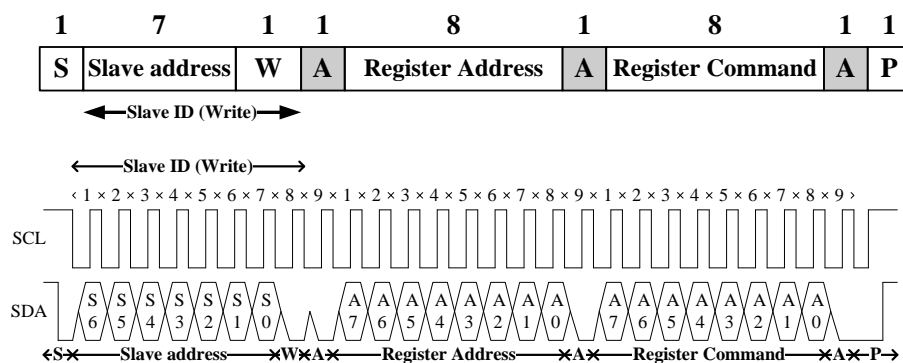 1 7 1 1 8 1 8 1 1
S Slave address W A Register Address A Register Command A P
Slave ID (Write)
Slave ID (Write)
1 × 2 × 3 × 4 × 5 × 6 × 7 × 8 × 9 × 1 × 2 × 3 × 4 × 5 × 6 × 7 × 8 × 9 × 1 × 2 × 3 × 4 × 5 × 6 × 7 × 8 × 9
SCL
SDA S6 S5 S4 S3 S2 S1 S0 A7 A6 A5 A4 A3 A2 A1 A0 A7 A6 A5 A4 A3 A2 A1 A0
S Slave address W A Register Address A Register Command A P